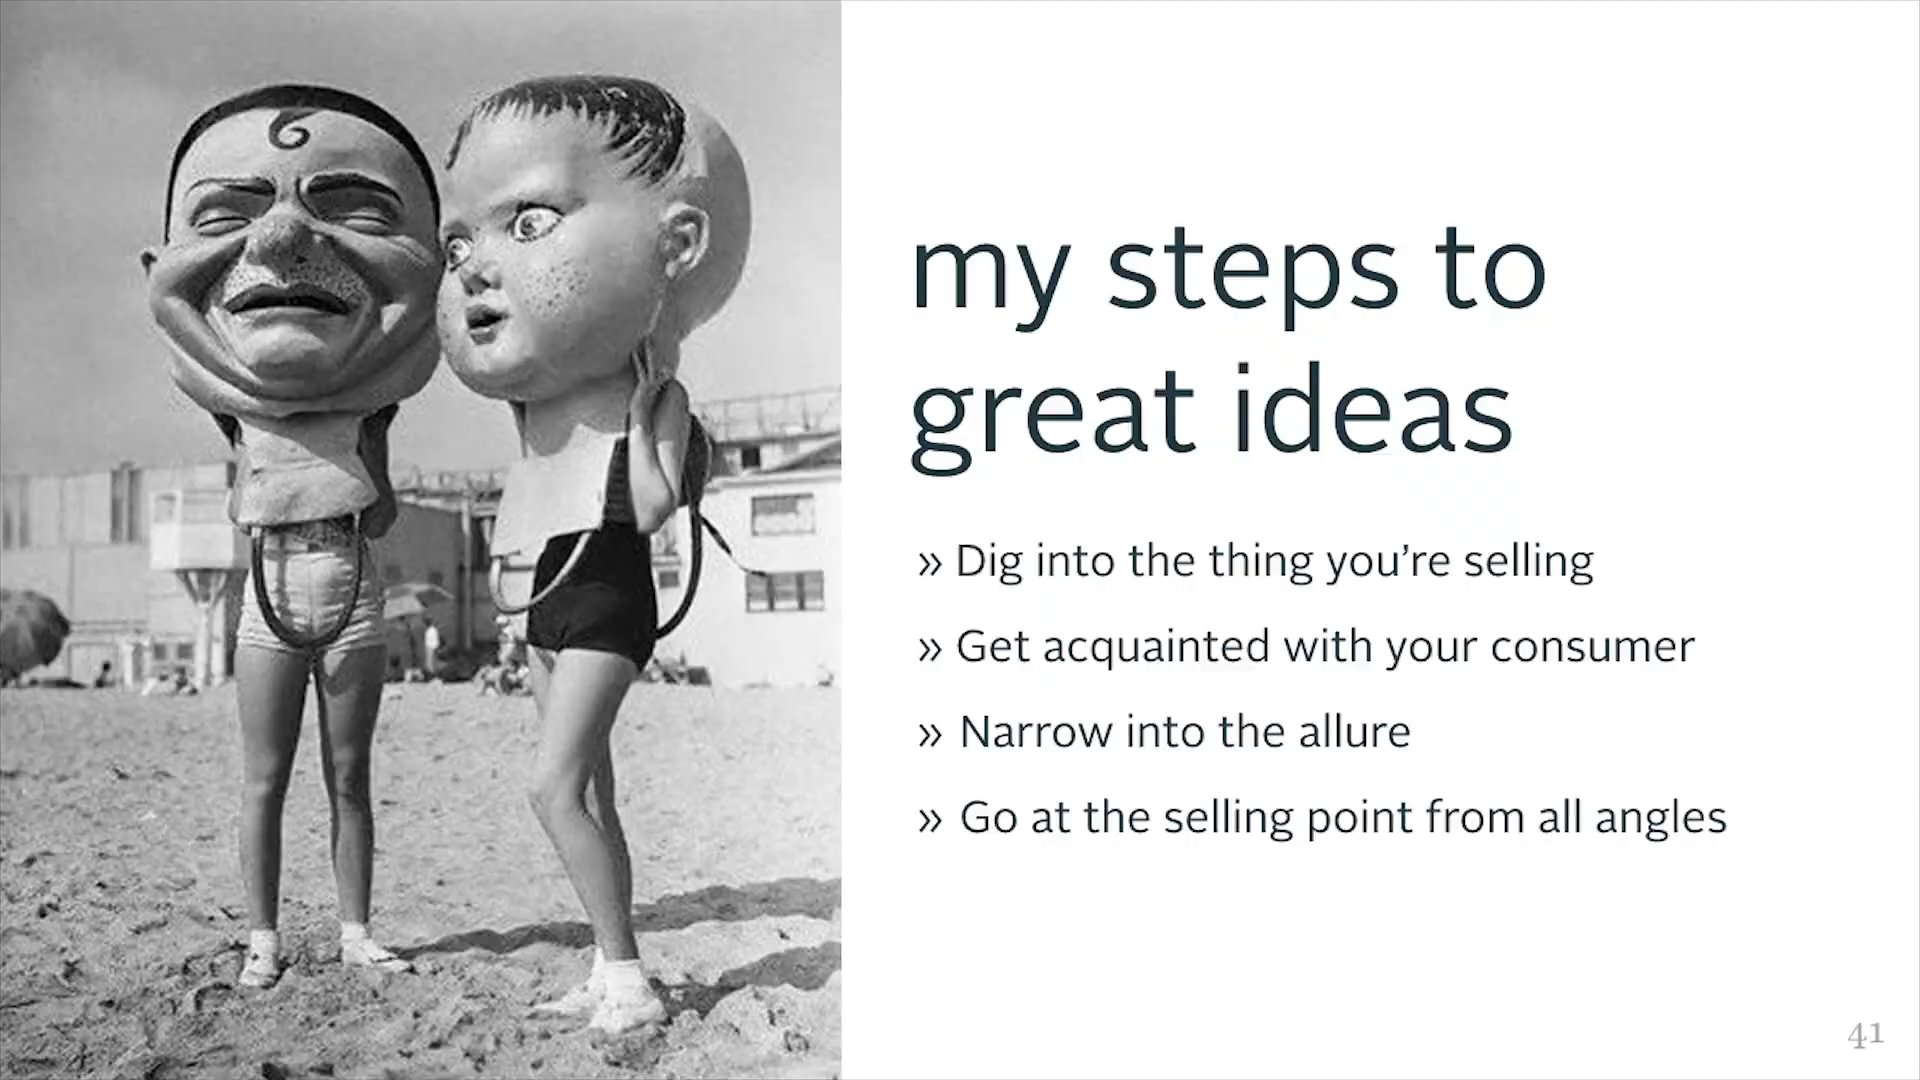 my steps to
great ideas
» Dig into the thing you’re selling
» Get acquainted with your consumer
» Narrow into the allure
» Go at the selling point from all angles
41